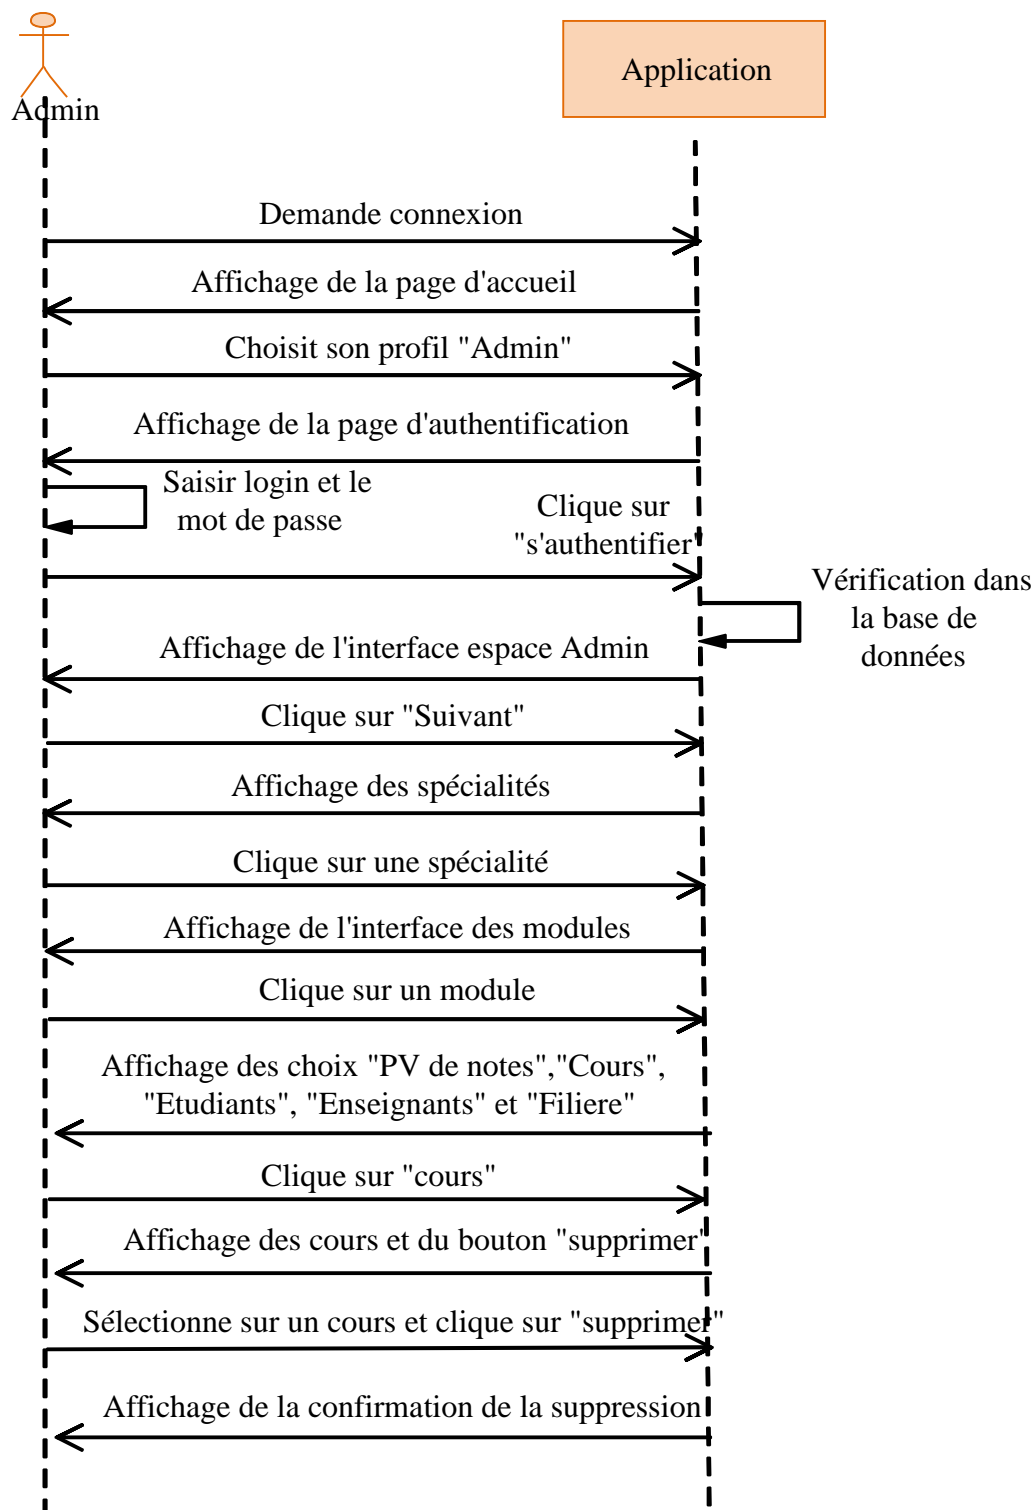 Admin
Application
Demande connexion
Affichage de la page d'accueil
Choisit son profil "Admin"
Affichage de la page d'authentification
Saisir login et le
mot de passe
Clique sur
"s'authentifier"
Vérification dans
la base de
données
Affichage de l'interface espace Admin
Clique sur "Suivant"
Affichage des spécialités
Clique sur une spécialité
Affichage de l'interface des modules
Clique sur un module
Affichage des choix "PV de notes","Cours",
"Etudiants", "Enseignants" et "Filiere"
Clique sur "cours"
Affichage des cours et du bouton "supprimer"
Sélectionne sur un cours et clique sur "supprimer"
Affichage de la confirmation de la suppression